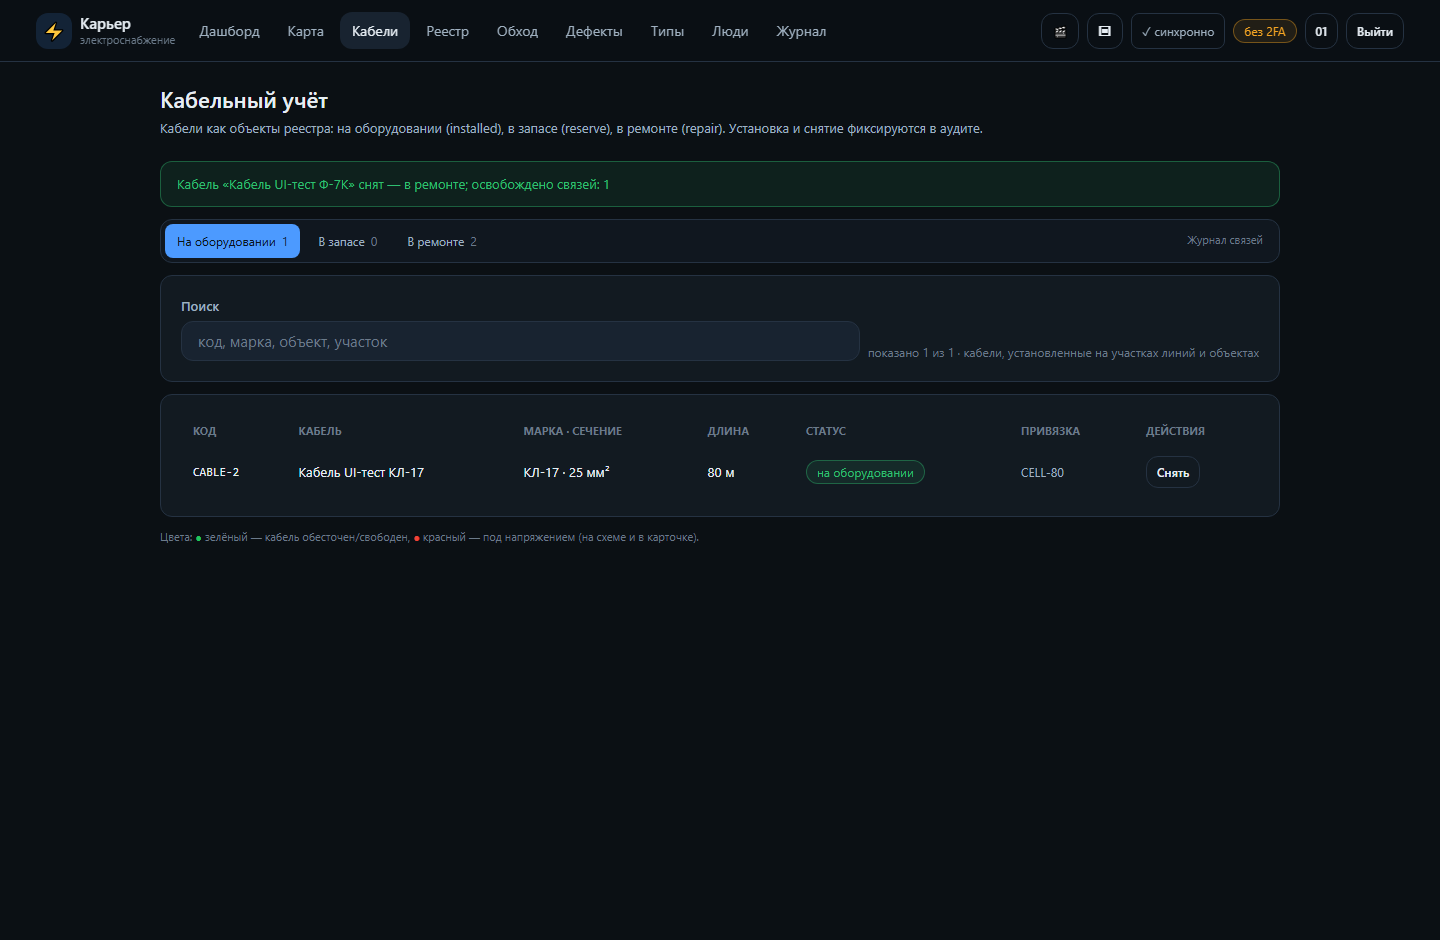 Карьер
электроснабжение
Дашборд Карта Кабели Реестр Обход Дефекты Типы Люди Журнал
✓ синхронно без 2FA 01 Выйти
Кабельный учёт
Кабели как объекты реестра: на оборудовании (installed), в запасе (reserve), в ремонте (repair). Установка и снятие фиксируются в аудите.
Кабель «Кабель UI-тест Ф-7К» снят — в ремонте; освобождено связей: 1
На оборудовании 1 В запасе 0 В ремонте 2 Журнал связей
Поиск
код, марка, объект, участок
показано 1 из 1 · кабели, установленные на участках линий и объектах
КОД КАБЕЛЬ МАРКА · СЕЧЕНИЕ ДЛИНА СТАТУС ПРИВЯЗКА ДЕЙСТВИЯ
CABLE-2 Кабель UI-тест КЛ-17 КЛ-17 · 25 мм² 80 м на оборудовании CELL-80 Снять
Цвета: ● зелёный — кабель обесточен/свободен, ● красный — под напряжением (на схеме и в карточке).